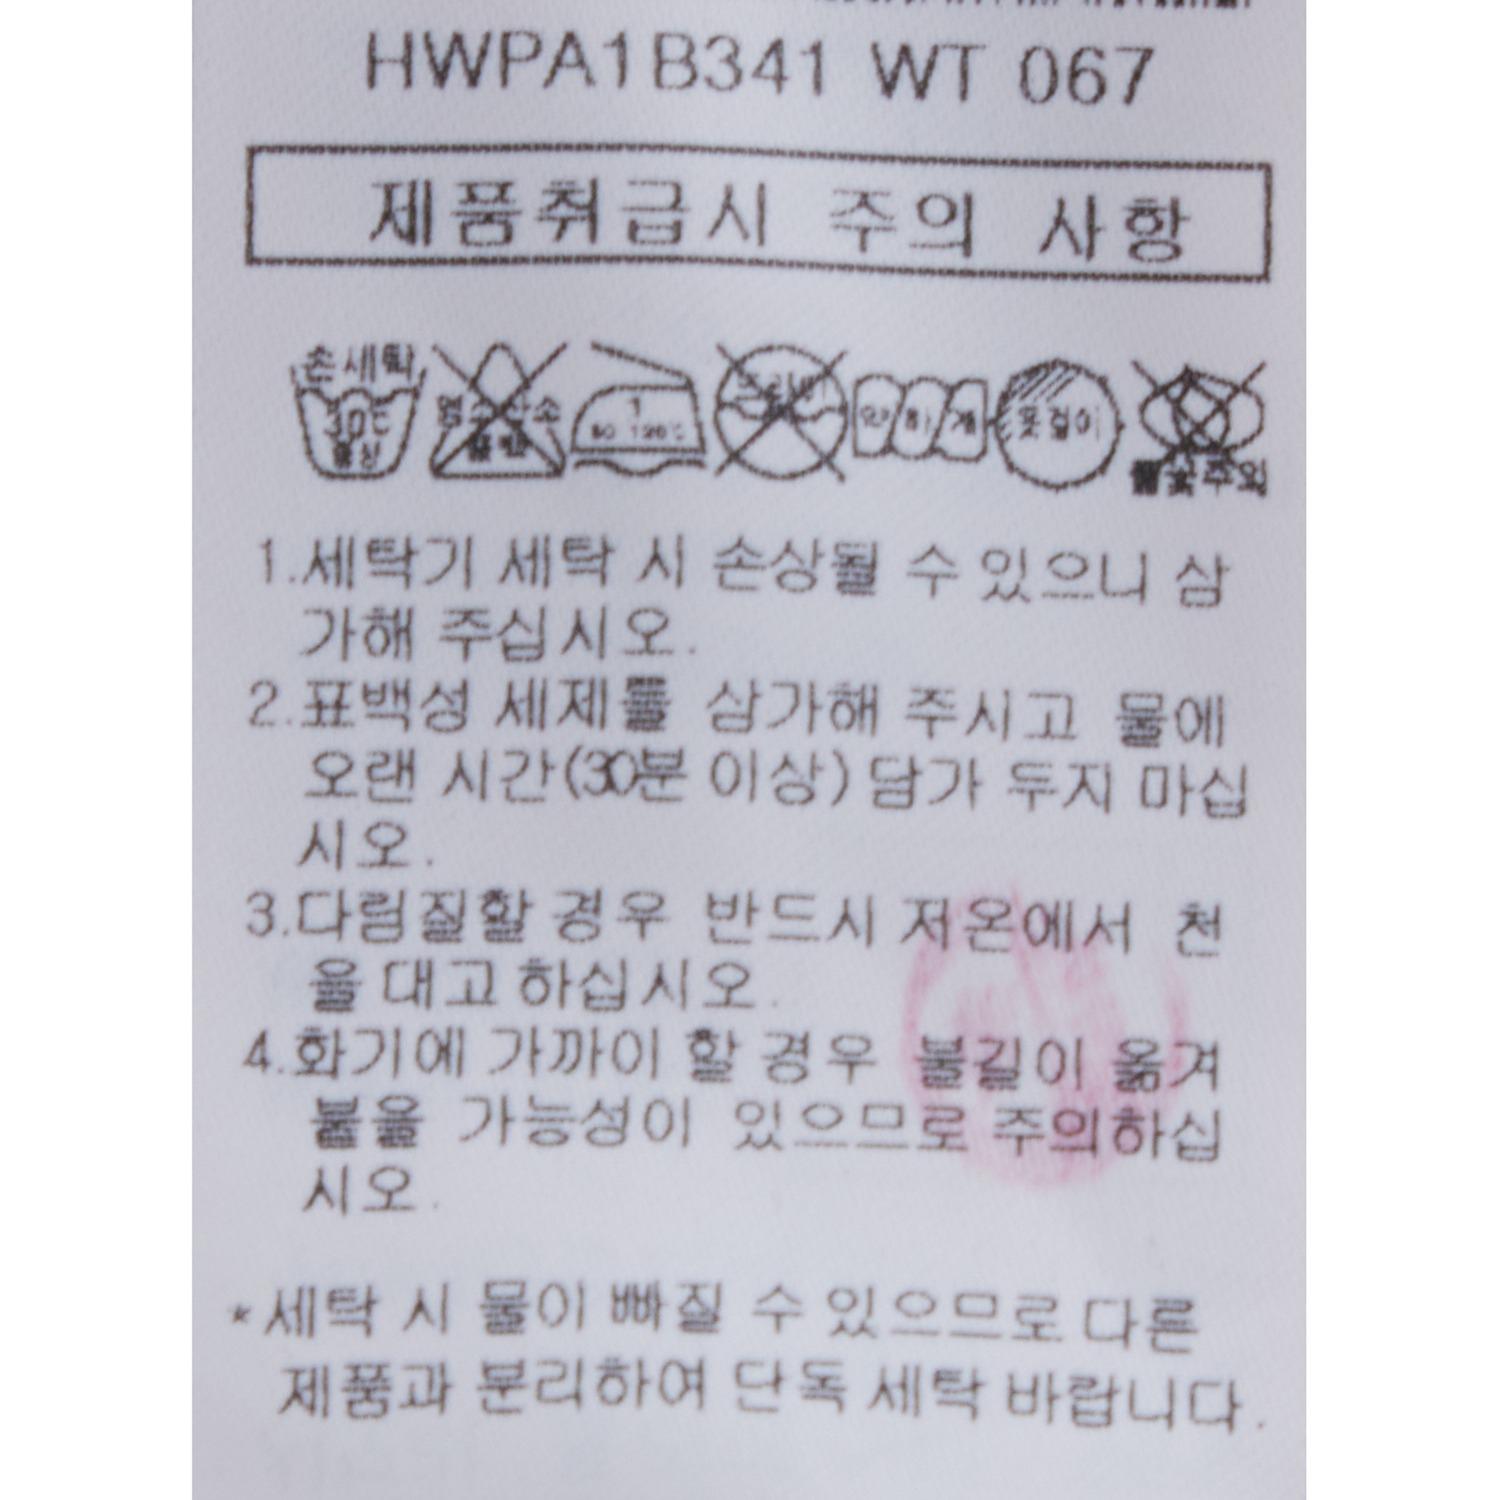 HWPA1B341 WT 067
제품취급시 주의 사항
손세탁
30℃
중성
염소산소
표백
1
80 120℃
드라이
약하게
옷걸이
불꽃주의
1.세탁기 세탁 시 손상될 수 있으니 삼
가해 주십시오.
2.표백성 세제를 삼가해 주시고 물에
오랜 시간(30분 이상) 담가 두지 마십
시오.
3.다림질할 경우 반드시 저온에서 천
을 대고 하십시오.
4.화기에 가까이 할 경우 불길이 옮겨
붙을 가능성이 있으므로 주의하십
시오.
*세탁 시 물이 빠질 수 있으므로 다른
제품과 분리하여 단독 세탁 바랍니다.